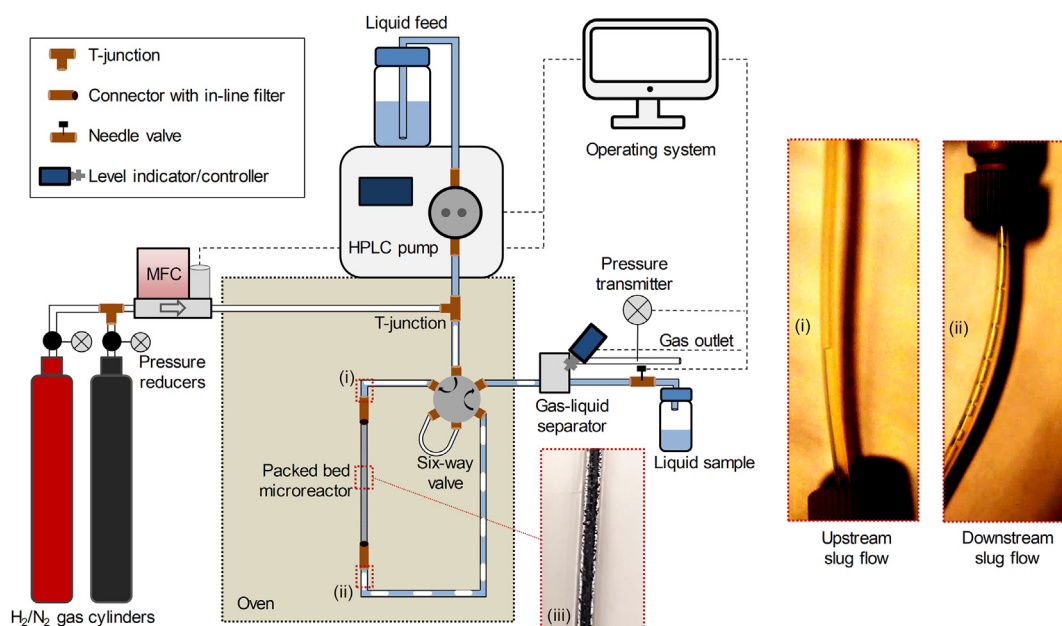 Liquid feed
T-junction
Connector with in-line filter
Needle valve
Level indicator/controller
Operating system
HPLC pump
MFC
T-junction
Pressure
transmitter
Gas outlet
Pressure
reducers
(i)
Gas-liquid
separator
Six-way
valve
Liquid sample
Packed bed
microreactor
(ii)
Oven
(iii)
H₂/N₂ gas cylinders
(i)
Upstream
slug flow
(ii)
Downstream
slug flow